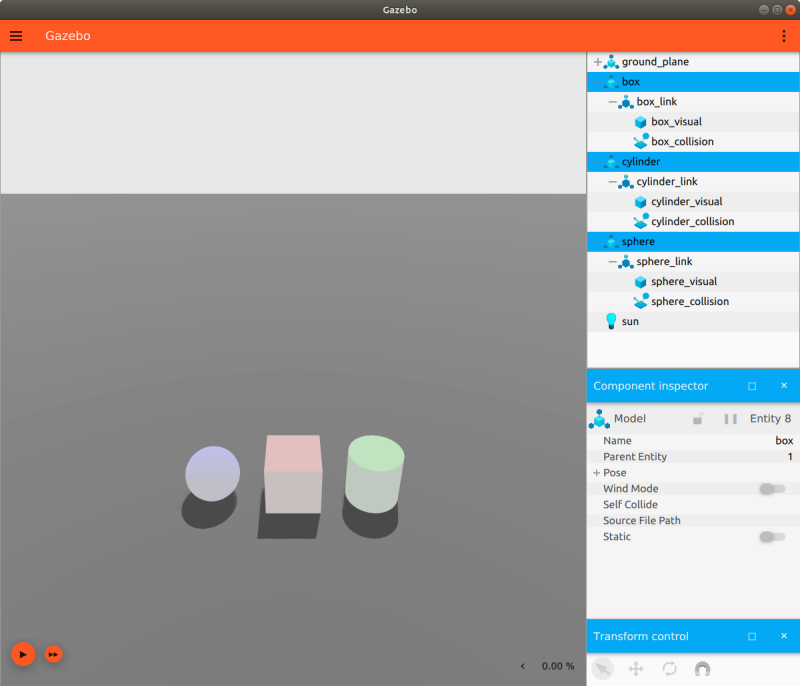 Gazebo
Gazebo
ground_plane
box
box_link
box_visual
box_collision
cylinder
cylinder_link
cylinder_visual
cylinder_collision
sphere
sphere_link
sphere_visual
sphere_collision
sun
Component inspector
Model Entity 8
Name box
Parent Entity 1
Pose
Wind Mode
Self Collide
Source File Path
Static
Transform control
0.00 %